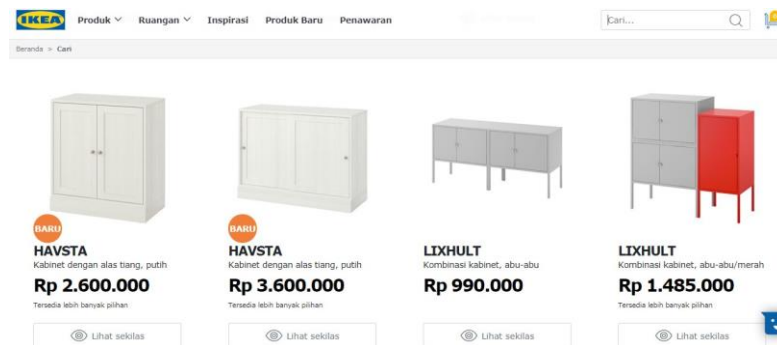 IKEA Produk Ruangan Inspirasi Produk Baru Penawaran Cari...
Beranda > Cari
BARU
HAVSTA
Kabinet dengan alas tiang, putih
Rp 2.600.000
Tersedia lebih banyak pilihan
Lihat sekilas
BARU
HAVSTA
Kabinet dengan alas tiang, putih
Rp 3.600.000
Tersedia lebih banyak pilihan
Lihat sekilas
LIXHULT
Kombinasi kabinet, abu-abu
Rp 990.000
Lihat sekilas
LIXHULT
Kombinasi kabinet, abu-abu/merah
Rp 1.485.000
Tersedia lebih banyak pilihan
Lihat sekilas